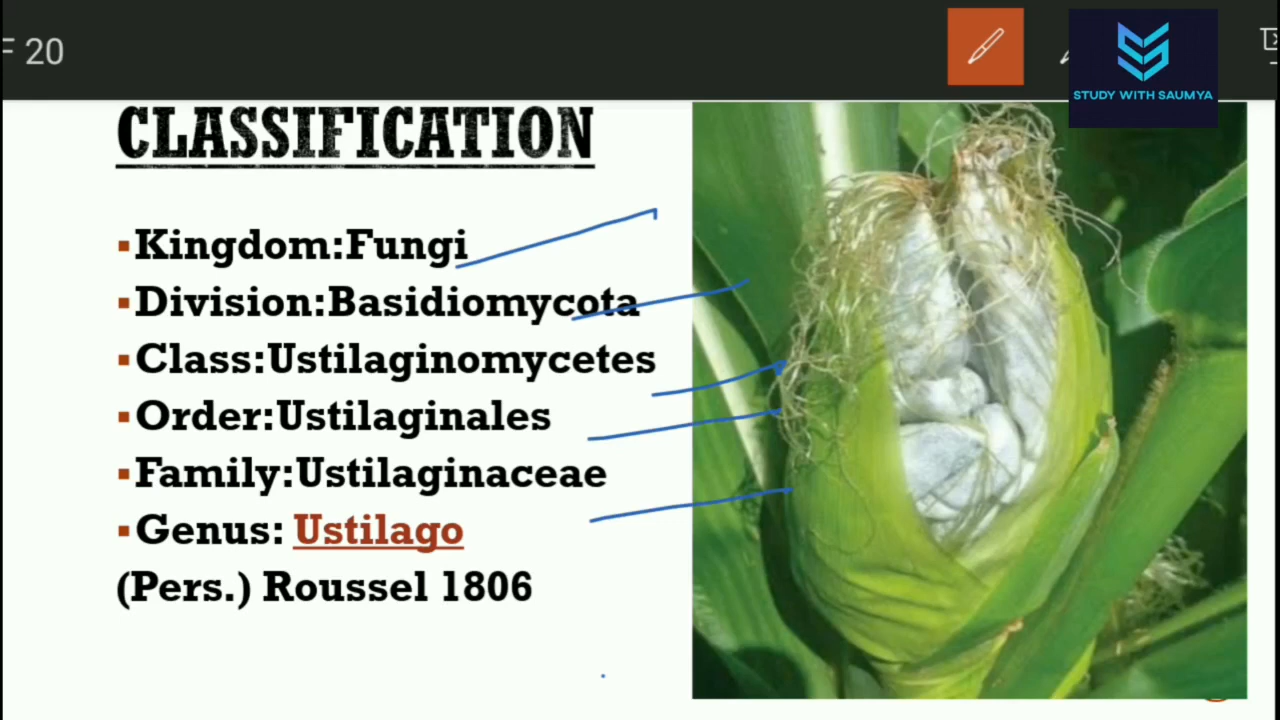 F 20
STUDY WITH SAUMYA
CLASSIFICATION
▪Kingdom:Fungi
▪Division:Basidiomycota
▪Class:Ustilaginomycetes
▪Order:Ustilaginales
▪Family:Ustilaginaceae
▪Genus: Ustilago
(Pers.) Roussel 1806